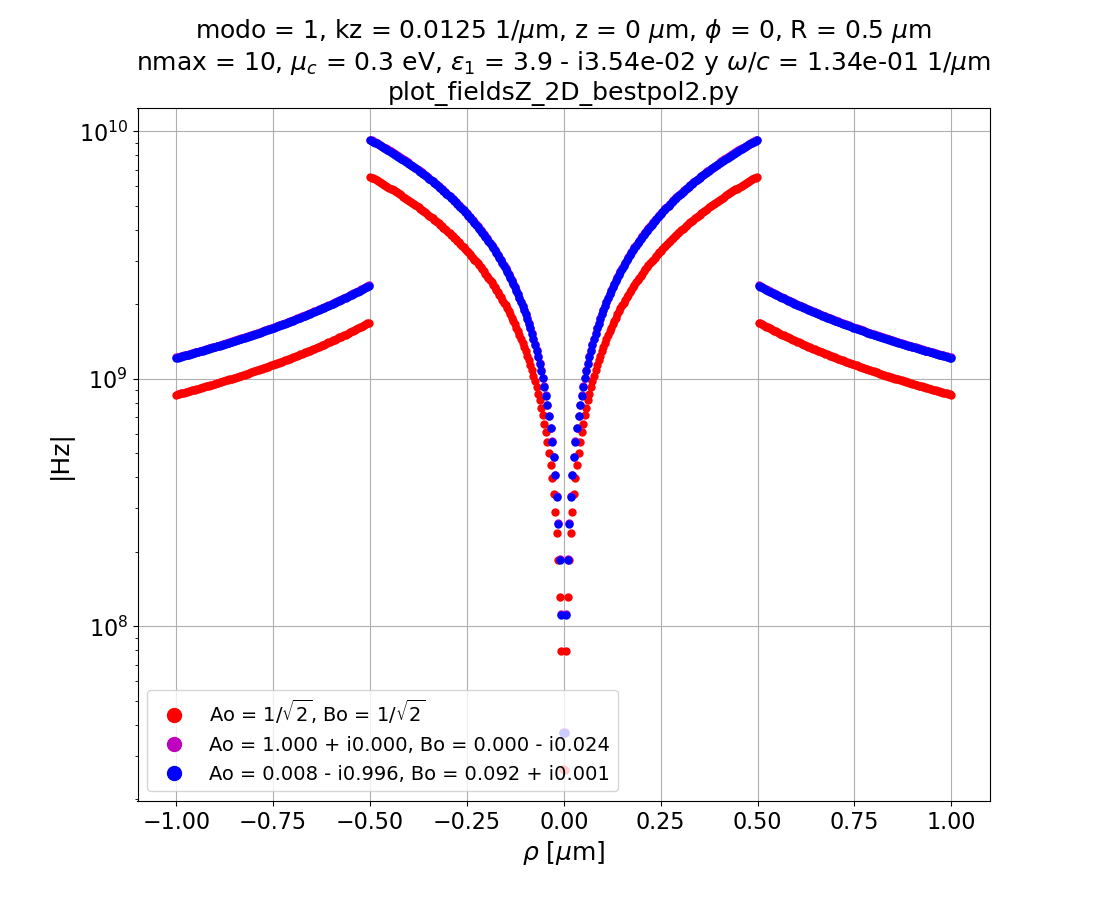 modo = 1, kz = 0.0125 1/μm, z = 0 μm, ϕ = 0, R = 0.5 μm
nmax = 10, μc = 0.3 eV, ε1 = 3.9 - i3.54e-02 y ω/c = 1.34e-01 1/μm
plot_fieldsZ_2D_bestpol2.py
10^10
10^9
10^8
|Hz|
Ao = 1/√2, Bo = 1/√2
Ao = 1.000 + i0.000, Bo = 0.000 - i0.024
Ao = 0.008 - i0.996, Bo = 0.092 + i0.001
−1.00 −0.75 −0.50 −0.25 0.00 0.25 0.50 0.75 1.00
ρ [μm]